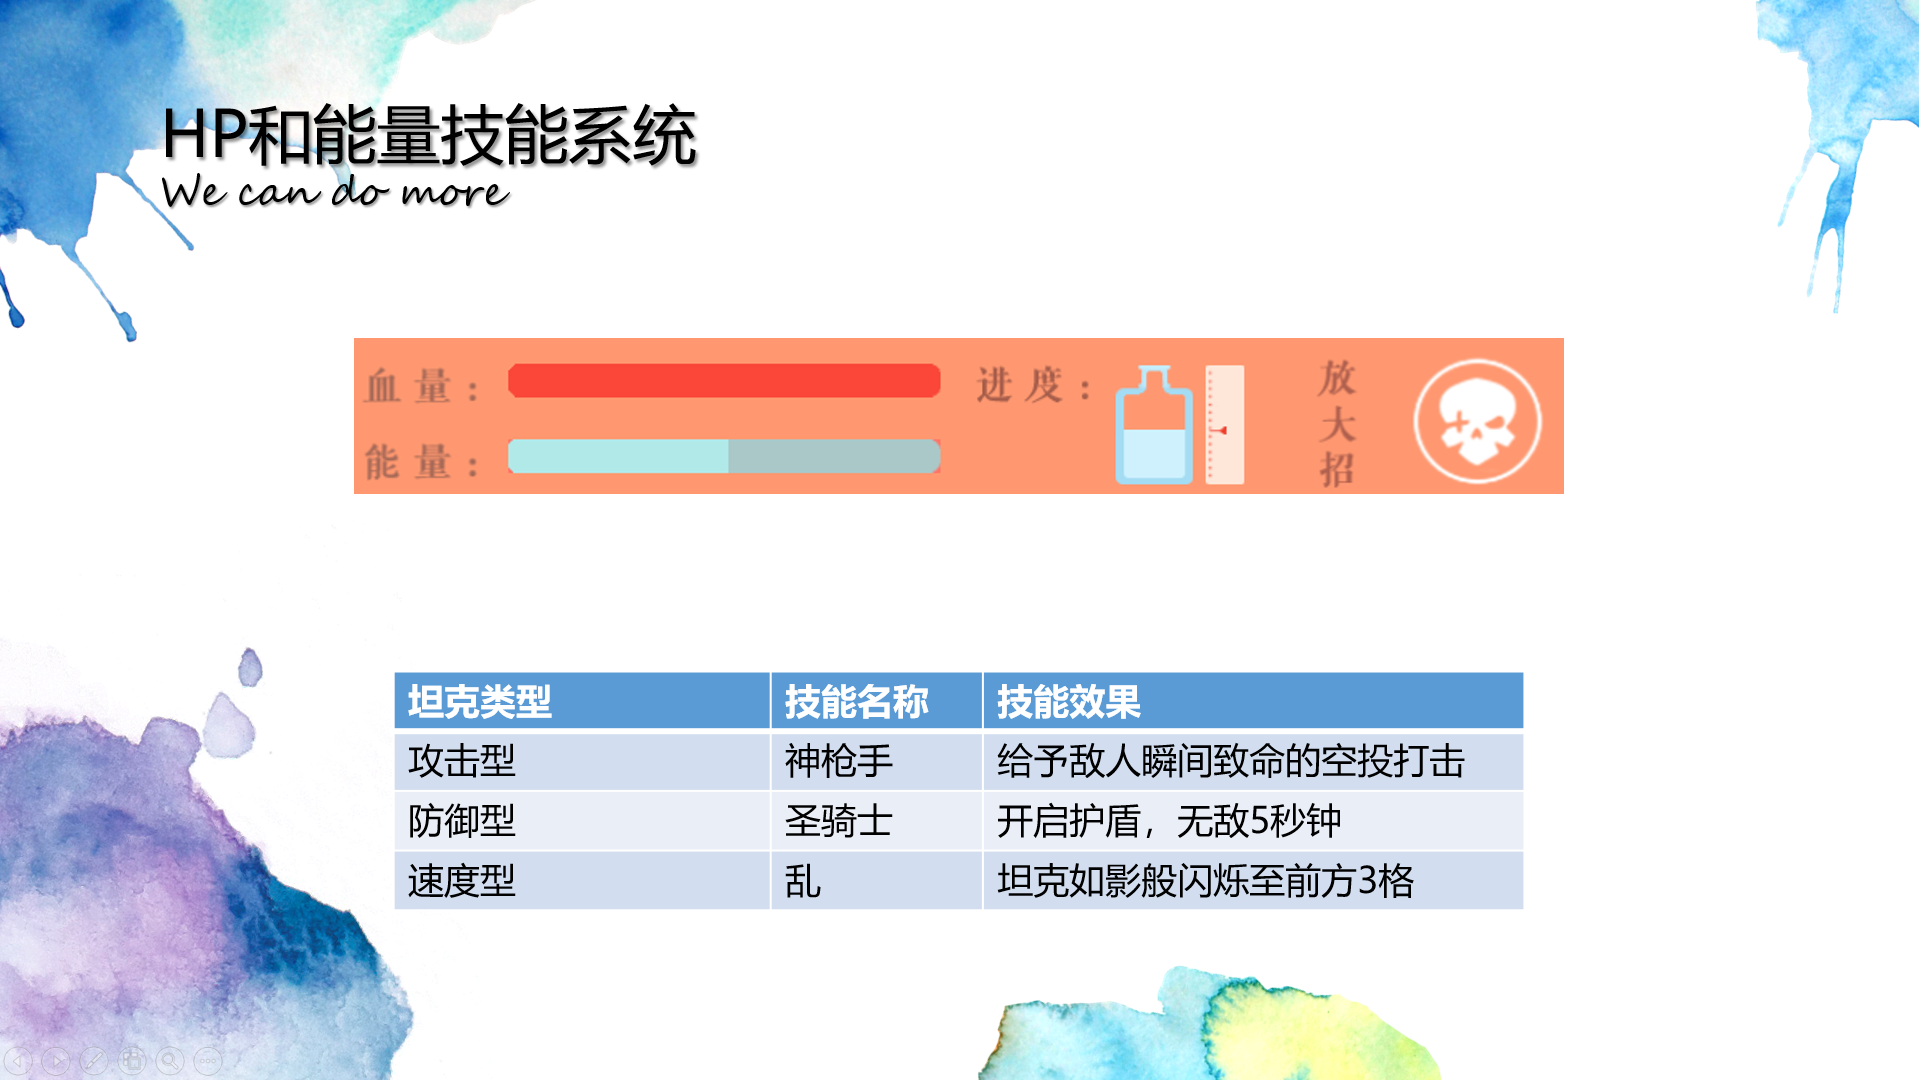 HP和能量技能系统
We can do more
血量：
进度：
放大招
能量：
坦克类型 技能名称 技能效果
攻击型 神枪手 给予敌人瞬间致命的空投打击
防御型 圣骑士 开启护盾，无敌5秒钟
速度型 乱 坦克如影般闪烁至前方3格